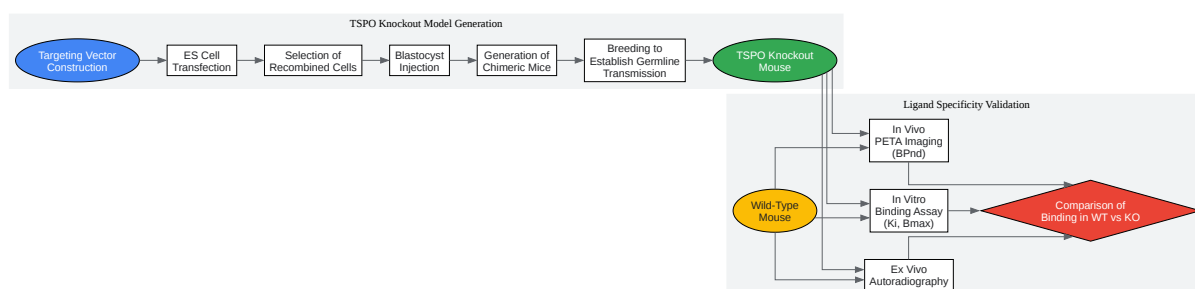 TSPO Knockout Model Generation
Targeting Vector
Construction
ES Cell
Transfection
Selection of
Recombined Cells
Blastocyst
Injection
Generation of
Chimeric Mice
Breeding to
Establish Germline
Transmission
TSPO Knockout
Mouse
Ligand Specificity Validation
In Vivo
PETA Imaging
(BPnd)
Wild-Type
Mouse
In Vitro
Binding Assay
(Ki, Bmax)
Comparison of
Binding in WT vs KO
Ex Vivo
Autoradiography